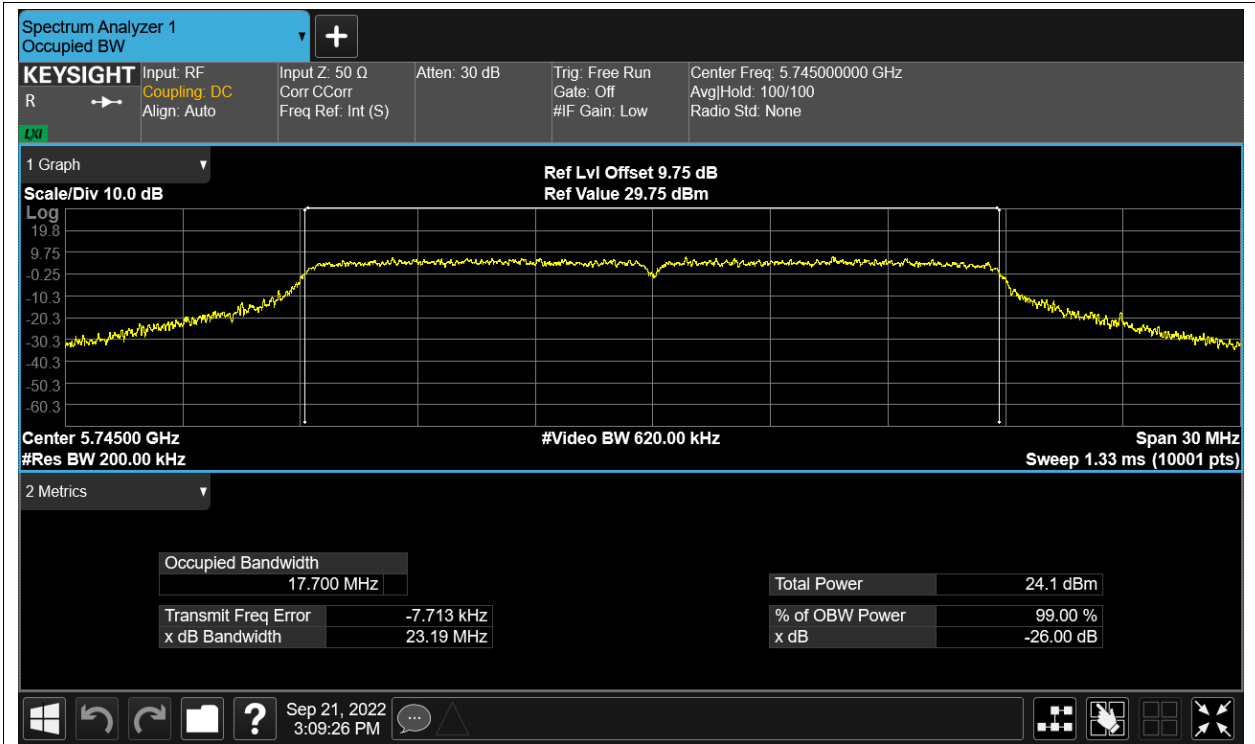 Spectrum Analyzer 1
Occupied BW
KEYSIGHT
R
LXI
Input: RF
Coupling: DC
Align: Auto
Input Z: 50 Ω
Corr CCorr
Freq Ref: Int (S)
Atten: 30 dB
Trig: Free Run
Gate: Off
#IF Gain: Low
Center Freq: 5.745000000 GHz
Avg|Hold: 100/100
Radio Std: None
1 Graph
Scale/Div 10.0 dB
Ref Lvl Offset 9.75 dB
Ref Value 29.75 dBm
Log
19.8
9.75
-0.25
-10.3
-20.3
-30.3
-40.3
-50.3
-60.3
Center 5.74500 GHz
#Video BW 620.00 kHz
Span 30 MHz
#Res BW 200.00 kHz
Sweep 1.33 ms (10001 pts)
2 Metrics
Occupied Bandwidth
17.700 MHz
Total Power 24.1 dBm
Transmit Freq Error -7.713 kHz
% of OBW Power 99.00 %
x dB Bandwidth 23.19 MHz
x dB -26.00 dB
?
Sep 21, 2022
3:09:26 PM